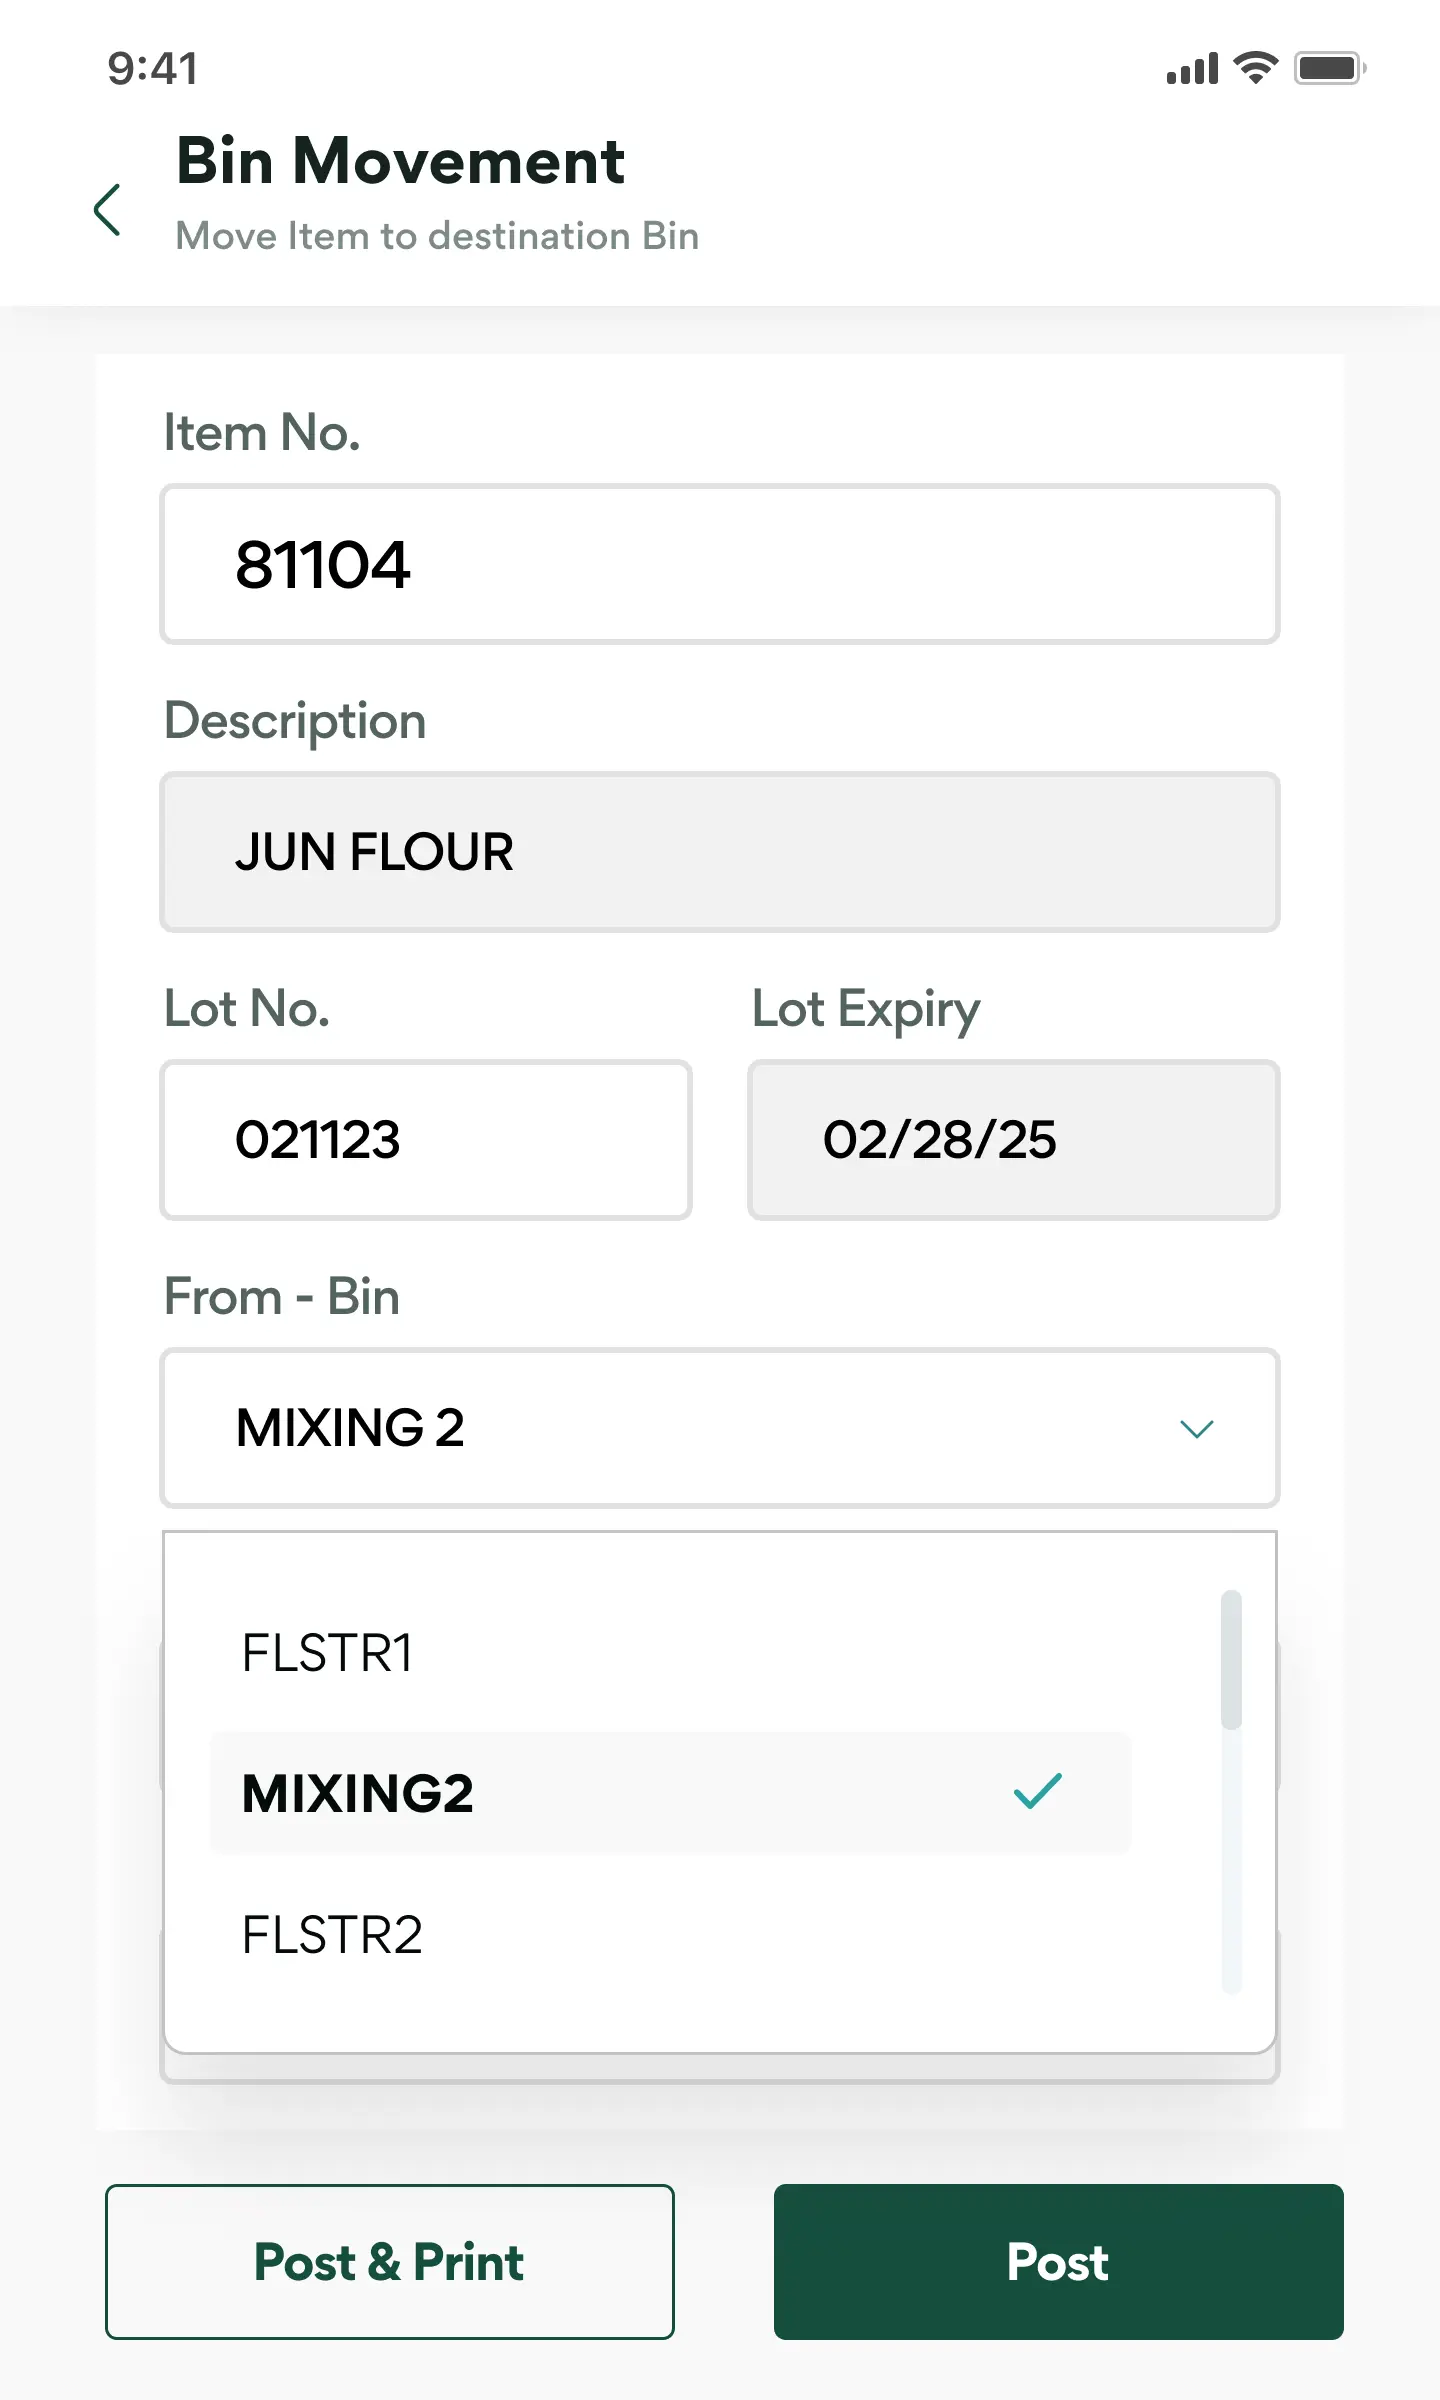 9:41
Bin Movement
Move Item to destination Bin
Item No.
81104
Description
JUN FLOUR
Lot No.
Lot Expiry
021123
02/28/25
From - Bin
MIXING 2
FLSTR1
MIXING2
FLSTR2
Post & Print
Post